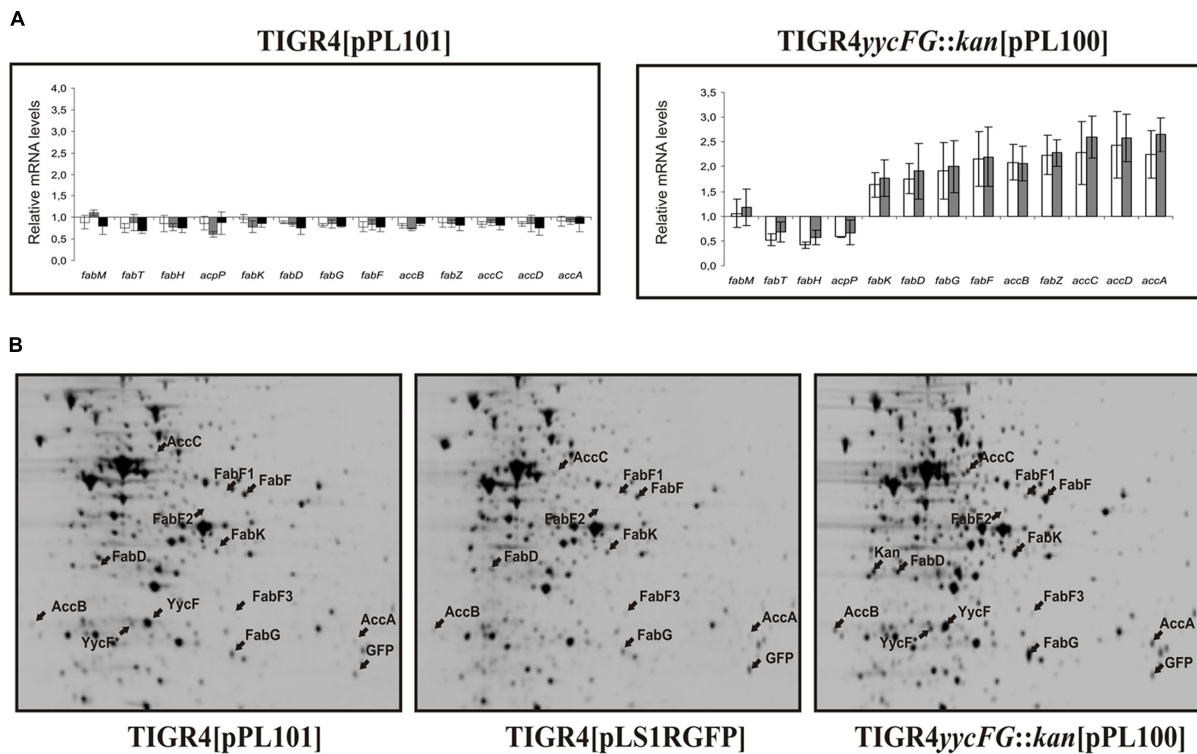 A
TIGR4[pPL101]
TIGR4yycFG::kan[pPL100]
Relative mRNA levels
4,0
3,5
3,0
2,5
2,0
1,5
1,0
0,5
0,0
fabM fabT fabH acpP fabK fabD fabG fabF accB fabZ accC accD accA
Relative mRNA levels
3,5
3,0
2,5
2,0
1,5
1,0
0,5
0,0
fabM fabT fabH acpP fabK fabD fabG fabF accB fabZ accC accD accA
B
AccC
FabF1
FabF
FabF2
FabK
FabD
FabF3
AccB
YycF
YycF*
FabG
AccA
GFP
TIGR4[pPL101]
AccC
FabF1
FabF
FabF2
FabK
FabD
FabF3
AccB
FabG
AccA
GFP
TIGR4[pLS1RGFP]
AccC
FabF1
FabF
FabF2
FabK
Kan
FabD
FabF3
AccB
YycF
YycF*
FabG
AccA
GFP
TIGR4yycFG::kan[pPL100]